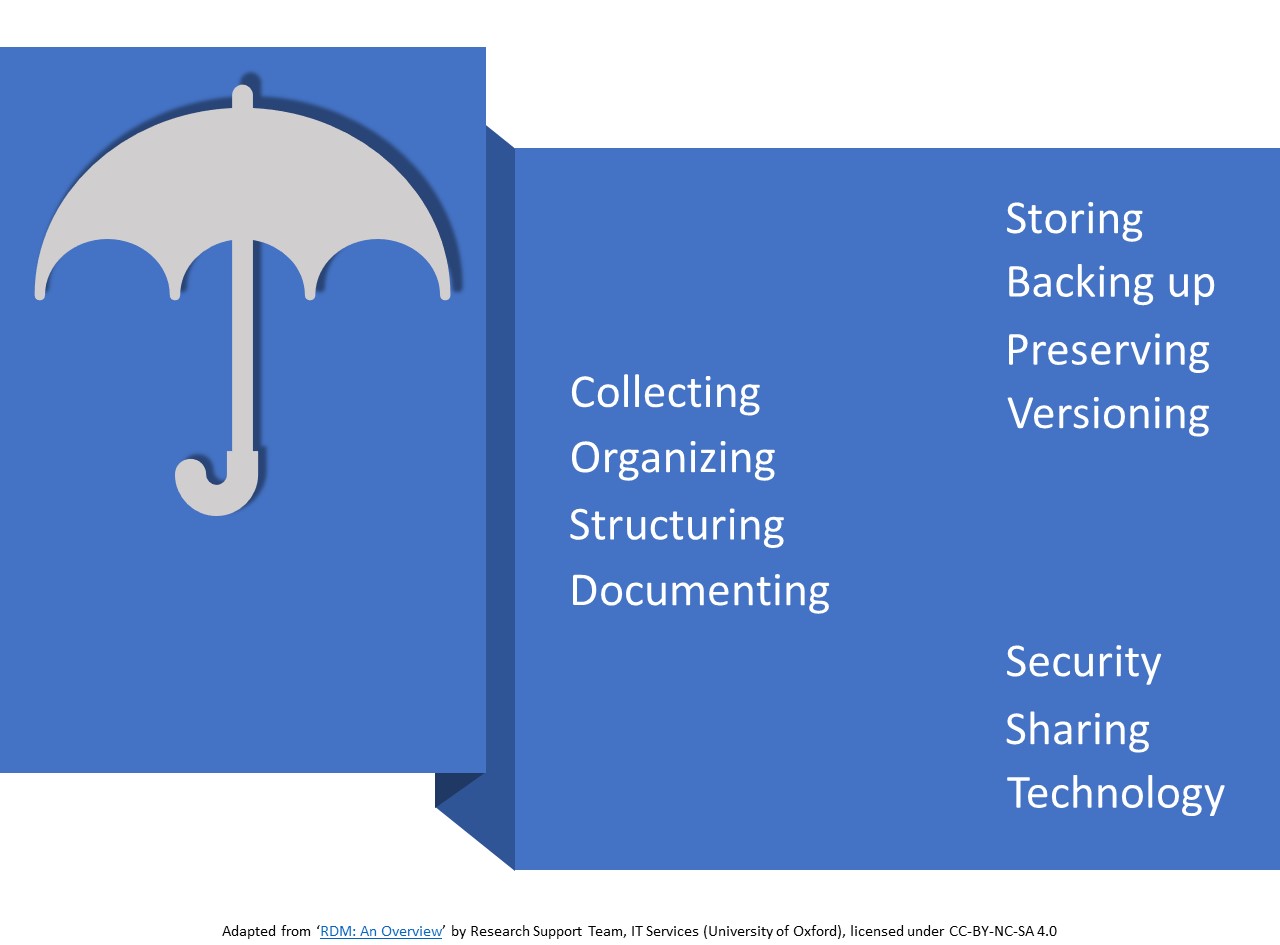 Collecting
Organizing
Structuring
Documenting
Storing
Backing up
Preserving
Versioning
Security
Sharing
Technology
Adapted from ‘RDM: An Overview’ by Research Support Team, IT Services (University of Oxford), licensed under CC-BY-NC-SA 4.0